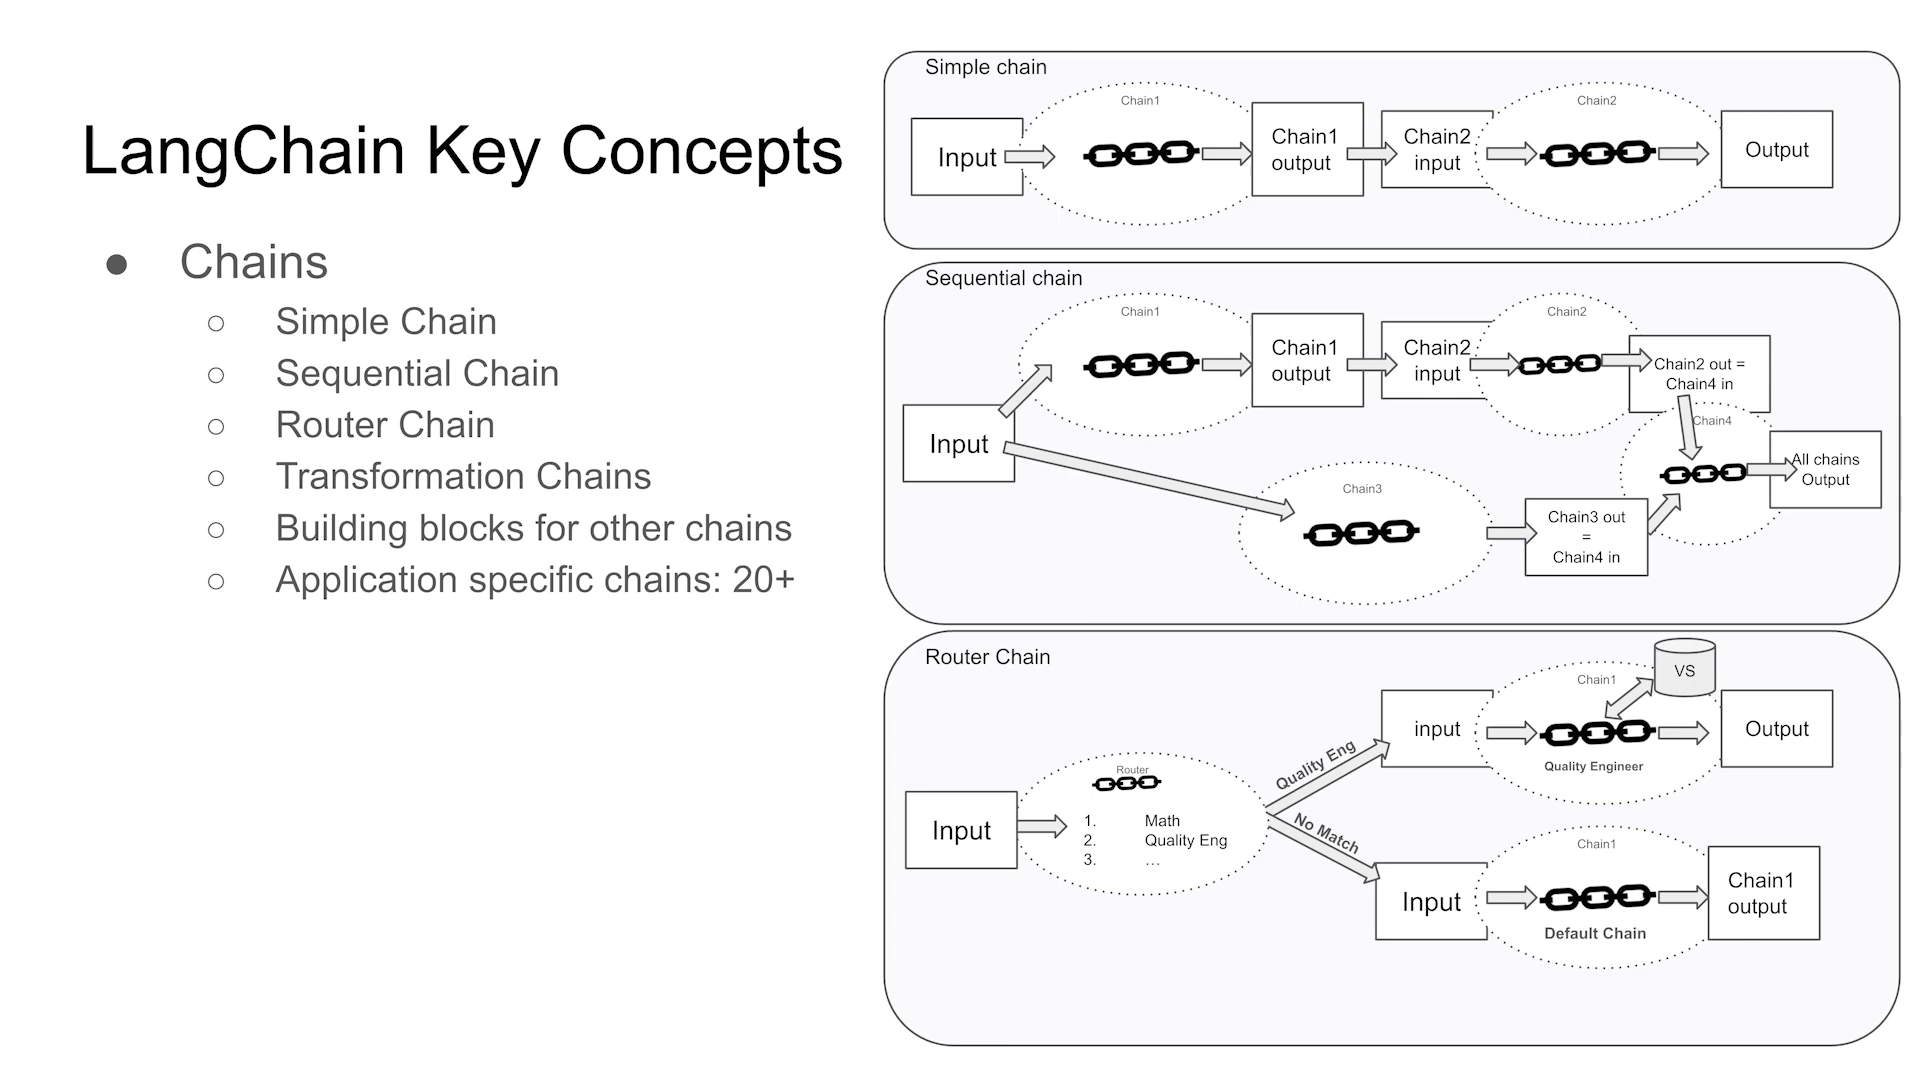 LangChain Key Concepts
● Chains
○ Simple Chain
○ Sequential Chain
○ Router Chain
○ Transformation Chains
○ Building blocks for other chains
○ Application specific chains: 20+
Simple chain
Input
Chain1
Chain1
output
Chain2
input
Chain2
Output
Sequential chain
Input
Chain1
Chain1
output
Chain2
input
Chain2
Chain2 out =
Chain4 in
Chain3
Chain3 out
=
Chain4 in
Chain4
All chains
Output
Router Chain
Input
Router
1. Math
2. Quality Eng
3. ...
Quality Eng
input
Chain1
VS
Quality Engineer
Output
No Match
Input
Chain1
Default Chain
Chain1
output